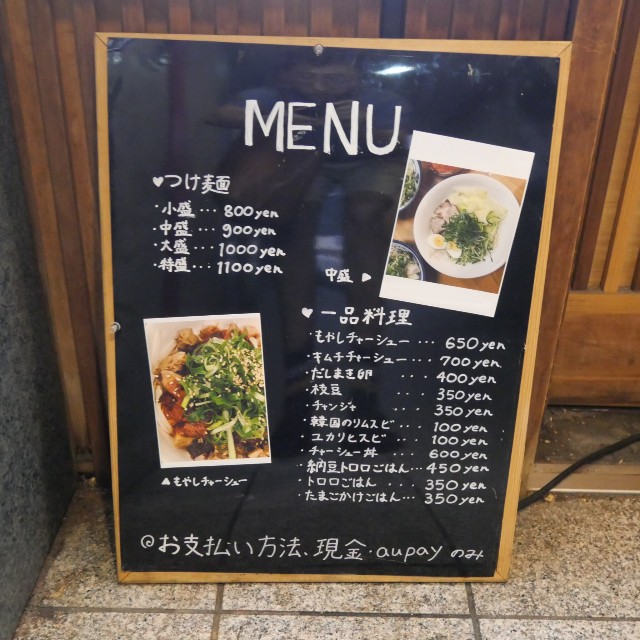 MENU
♥つけ麺
・小盛・・・800yen
・中盛・・・900yen
・大盛・・・1000yen
・特盛・・・1100yen
中盛 ▶
♥一品料理
・もやしチャーシュー・・・650yen
・キムチチャーシュー・・・700yen
・だしまき卵・・・400yen
・枝豆・・・350yen
・チャンジャ・・・350yen
・韓国のりムスビ・・・100yen
・ユカリヒスビ・・・100yen
・チャーシュー丼・・・600yen
・納豆トロロごはん・・・450yen
・トロロごはん・・・350yen
・たまごかけごはん・・・350yen
▲もやしチャーシュー
@お支払い方法、現金・aupayのみ